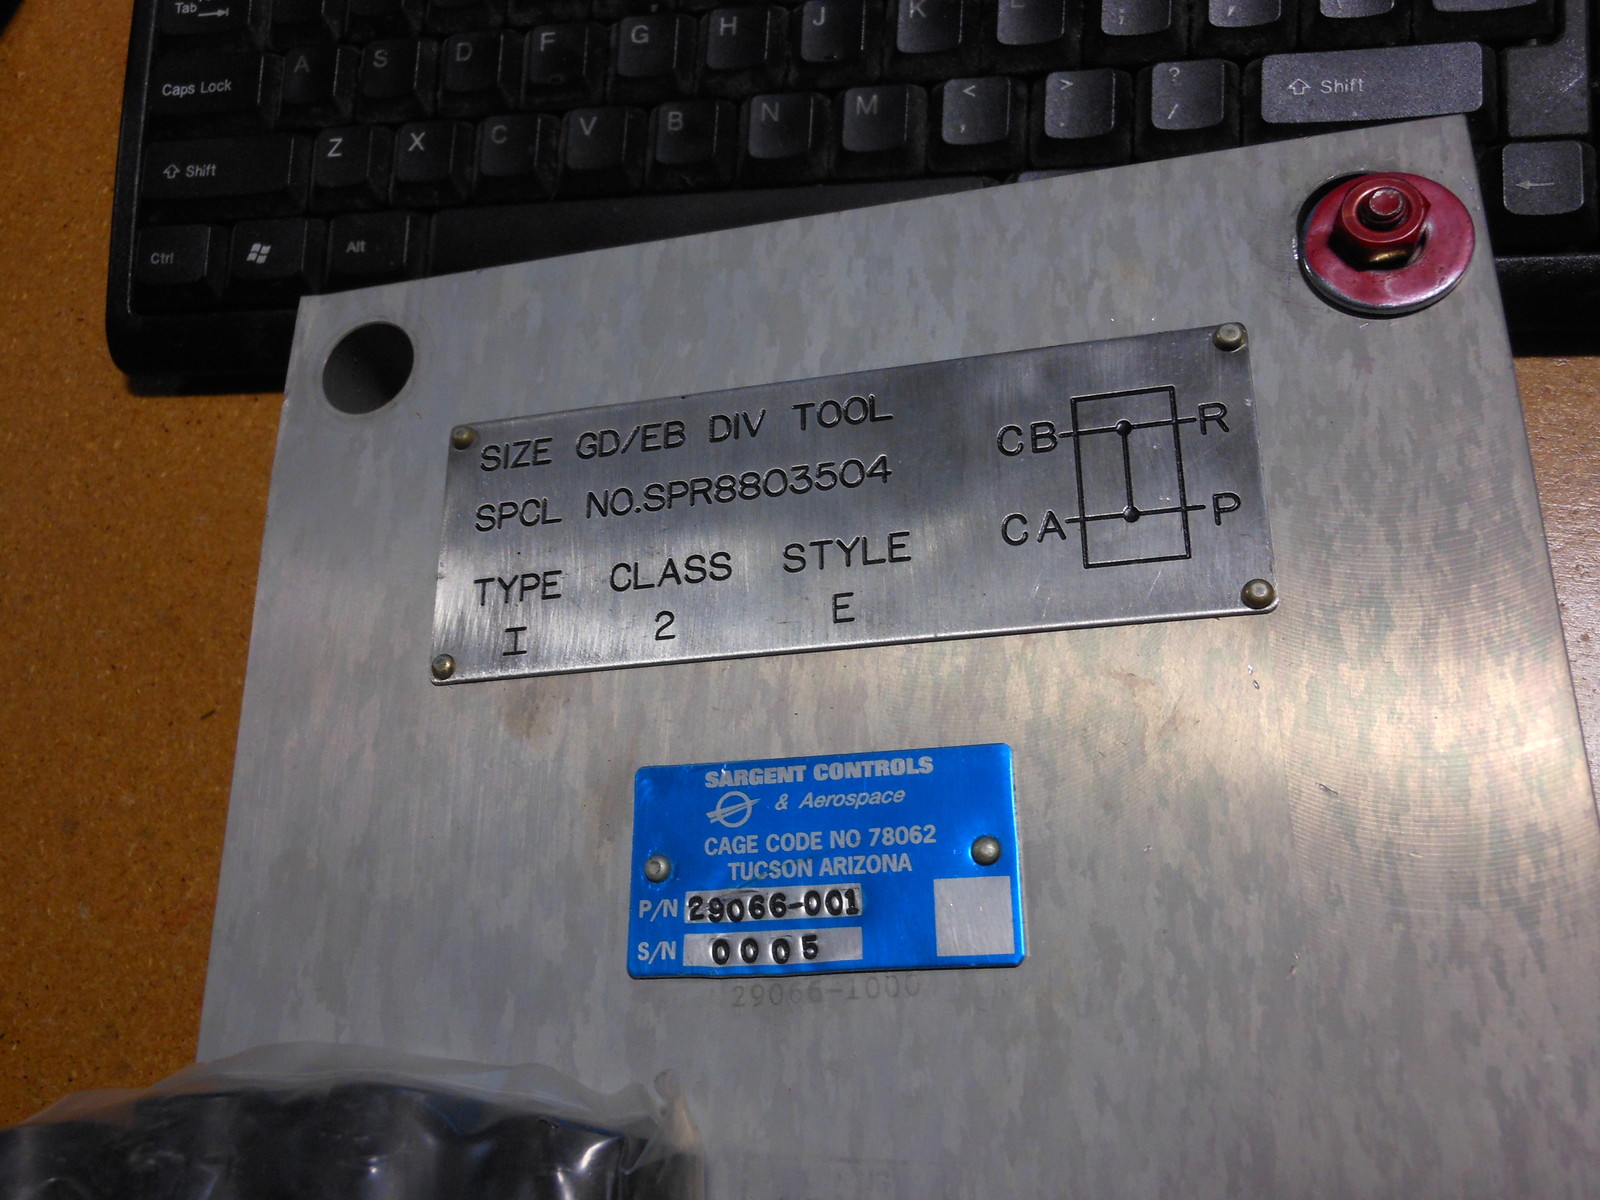 Tab
J K L ;
Caps Lock A S D F G H
Shift Z X C V B N M < , > . ? / Shift
Ctrl Alt
SIZE GD/EB DIV TOOL
SPCL NO.SPR8803504
TYPE CLASS STYLE
I 2 E
CB R
CA P
SARGENT CONTROLS
& Aerospace
CAGE CODE NO 78062
TUCSON ARIZONA
P/N 29066-001
S/N 0005
29066-1000